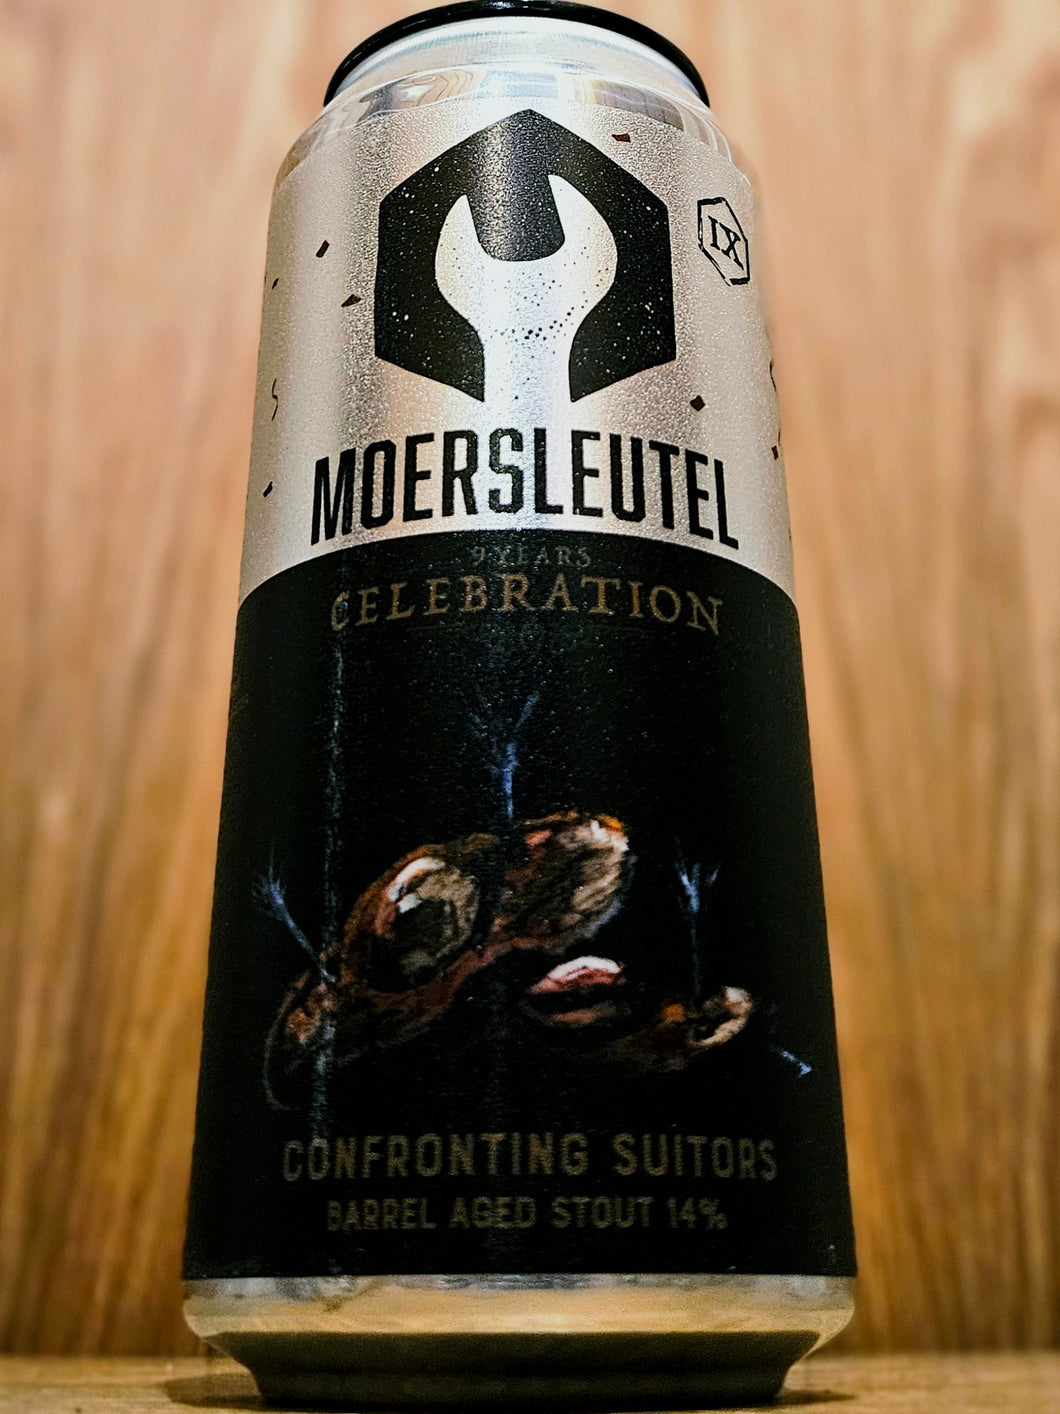 IX
MOERSLEUTEL
9 YEARS
CELEBRATION
CONFRONTING SUITORS
BARREL AGED STOUT 14%